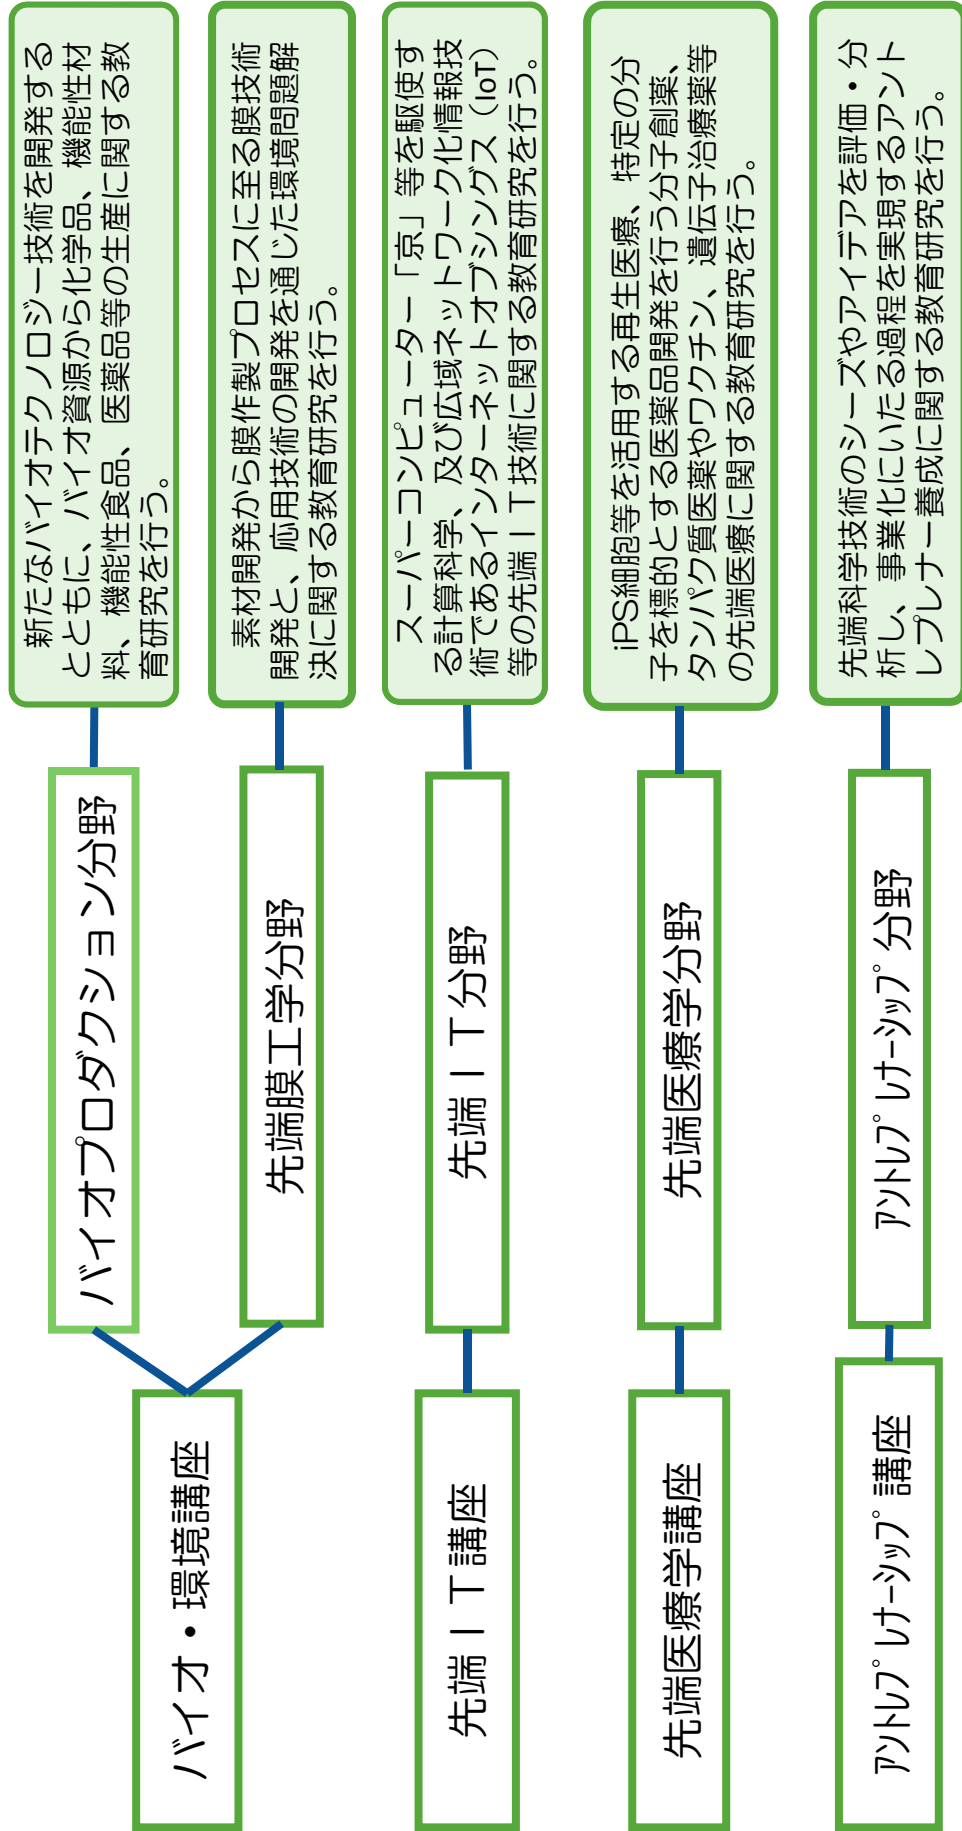 バイオ・環境講座
バイオプロダクション分野
新たなバイオテクノロジー技術を開発する
とともに、バイオ資源から化学品、機能性材
料、機能性食品、医薬品等の生産に関する教
育研究を行う。
先端膜工学分野
素材開発から膜作製プロセスに至る膜技術
開発と、応用技術の開発を通じた環境問題解
決に関する教育研究を行う。
先端ＩＴ講座
先端ＩＴ分野
スーパーコンピューター「京」等を駆使す
る計算科学、及び広域ネットワーク化情報技
術であるインターネットオブシングス（IoT）
等の先端ＩＴ技術に関する教育研究を行う。
先端医療学講座
先端医療学分野
iPS細胞等を活用する再生医療、特定の分
子を標的とする医薬品開発を行う分子創薬、
タンパク質医薬やワクチン、遺伝子治療薬等
の先端医療に関する教育研究を行う。
ｱﾝﾄﾚﾌﾟﾚﾅｰｼｯﾌﾟ講座
ｱﾝﾄﾚﾌﾟﾚﾅｰｼｯﾌﾟ分野
先端科学技術のシーズやアイデアを評価・分
析し、事業化にいたる過程を実現するアント
レプレナー養成に関する教育研究を行う。